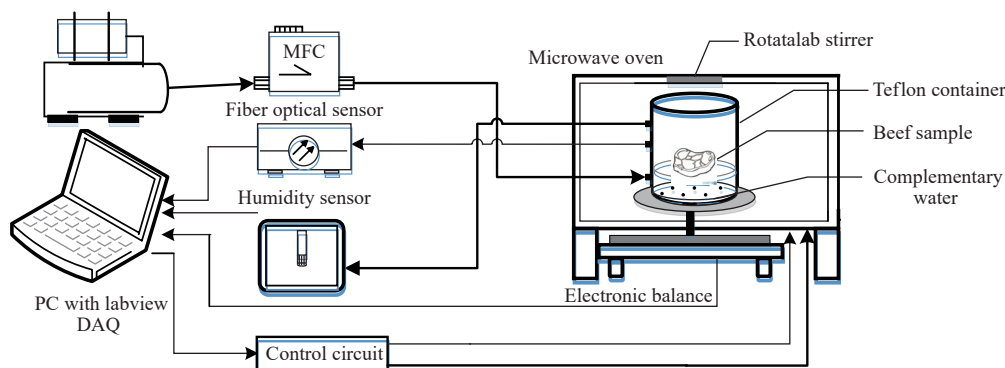 MFC
Rotatalab stirrer
Microwave oven
Teflon container
Fiber optical sensor
Beef sample
Complementary
water
Humidity sensor
PC with labview
DAQ
Electronic balance
Control circuit